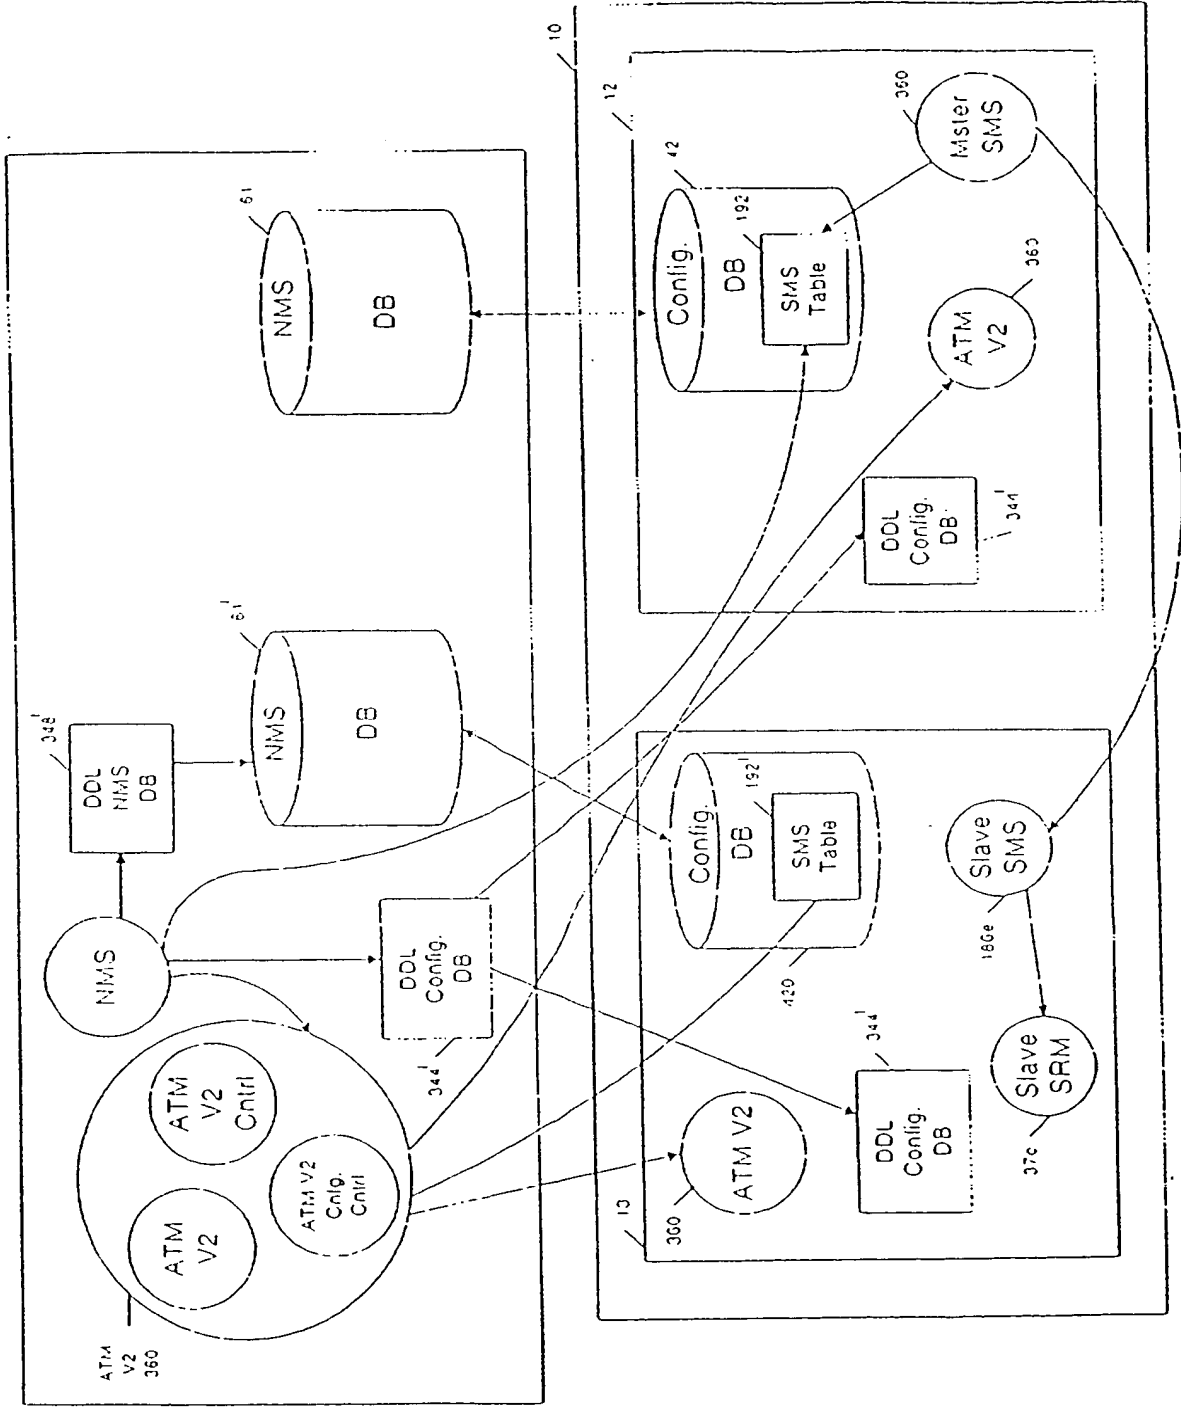 ATM
V2
360
ATM
V2
ATM
V2
Cntrl
ATM V2
Cnfg.
Cntrl
NMS
DDL
NMS
DB
348'
DDL
Config.
DB
344'
NMS
DB
61'
NMS
DB
61
10
13
360
ATM V2
DDL
Config.
DB
344'
Config.
DB
192'
SMS
Table
420
Slave
SMS
186e
Slave
SRM
37c
12
Config.
DB
42
192
SMS
Table
DDL
Config.
DB
344'
ATM
V2
360
Mster
SMS
360